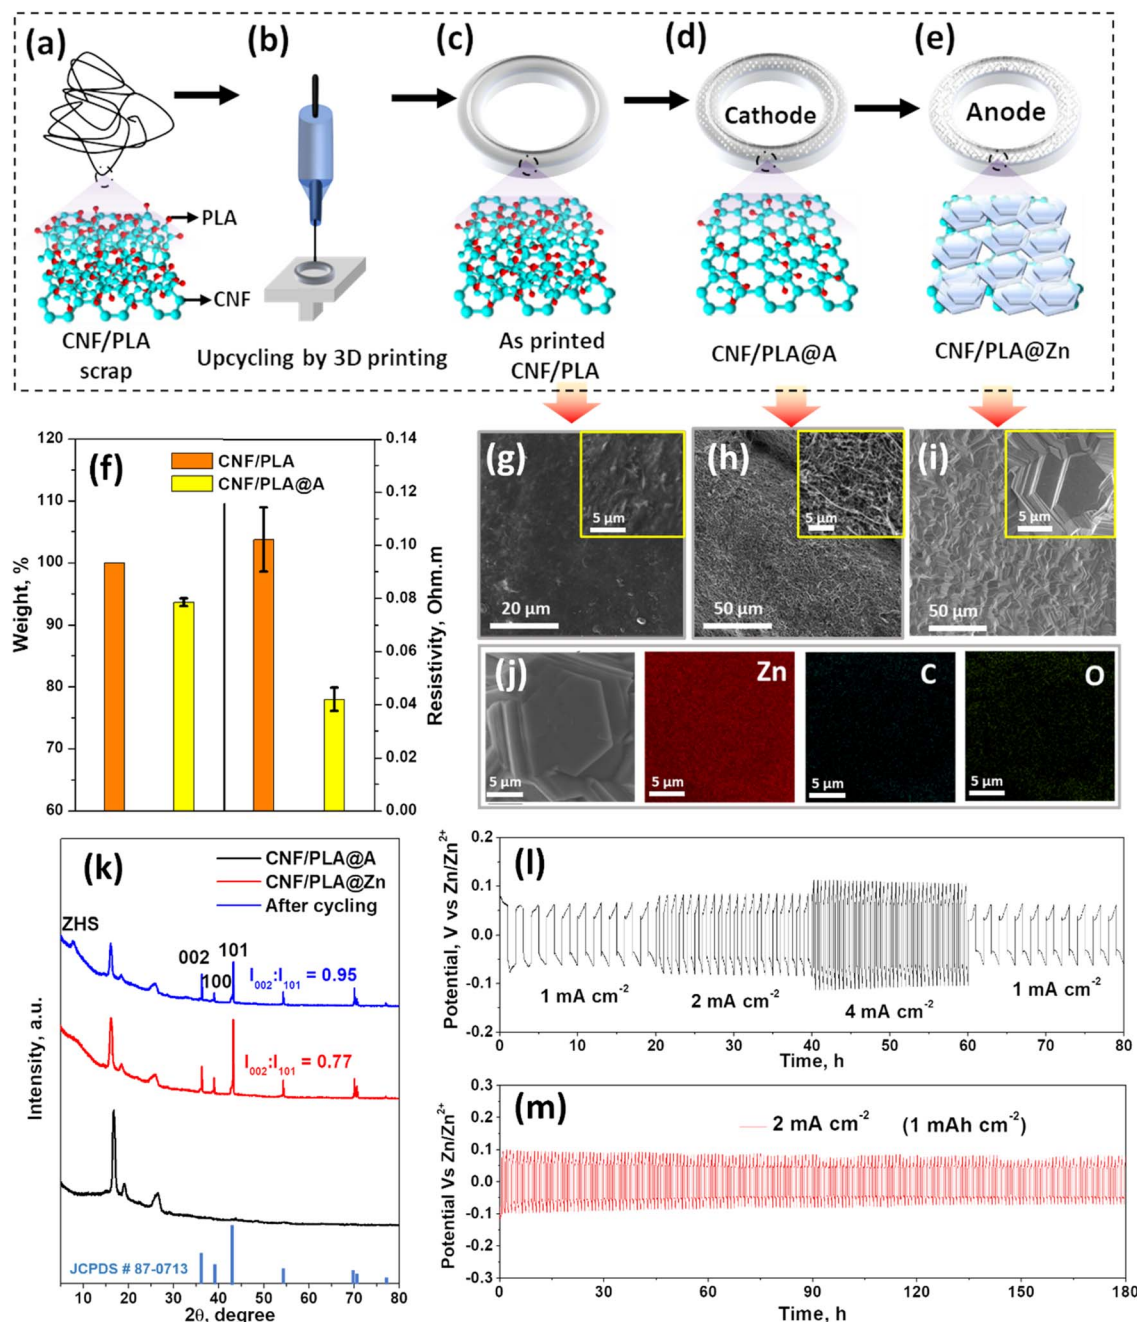 (a)
(b)
(c)
(d)
(e)
Cathode
Anode
PLA
CNF
CNF/PLA
scrap
Upcycling by 3D printing
As printed
CNF/PLA
CNF/PLA@A
CNF/PLA@Zn
(f)
CNF/PLA
CNF/PLA@A
120
110
100
90
80
70
60
Weight, %
0.14
0.12
0.10
0.08
0.06
0.04
0.02
0.00
Resistivity, Ohm.m
(g)
5 µm
20 µm
(h)
5 µm
50 µm
(i)
5 µm
50 µm
(j)
5 µm
Zn
5 µm
C
5 µm
O
5 µm
(k)
CNF/PLA@A
CNF/PLA@Zn
After cycling
ZHS
002
100
101
I002:I101 = 0.95
I002:I101 = 0.77
JCPDS # 87-0713
Intensity, a.u.
10 20 30 40 50 60 70 80
2θ, degree
(l)
0.2
0.1
0.0
-0.1
-0.2
Potential, V vs Zn/Zn2+
1 mA cm-2
2 mA cm-2
4 mA cm-2
1 mA cm-2
0 10 20 30 40 50 60 70 80
Time, h
(m)
2 mA cm-2 (1 mAh cm-2)
0.3
0.2
0.1
0.0
-0.1
-0.2
-0.3
Potential Vs Zn/Zn2+
0 30 60 90 120 150 180
Time, h